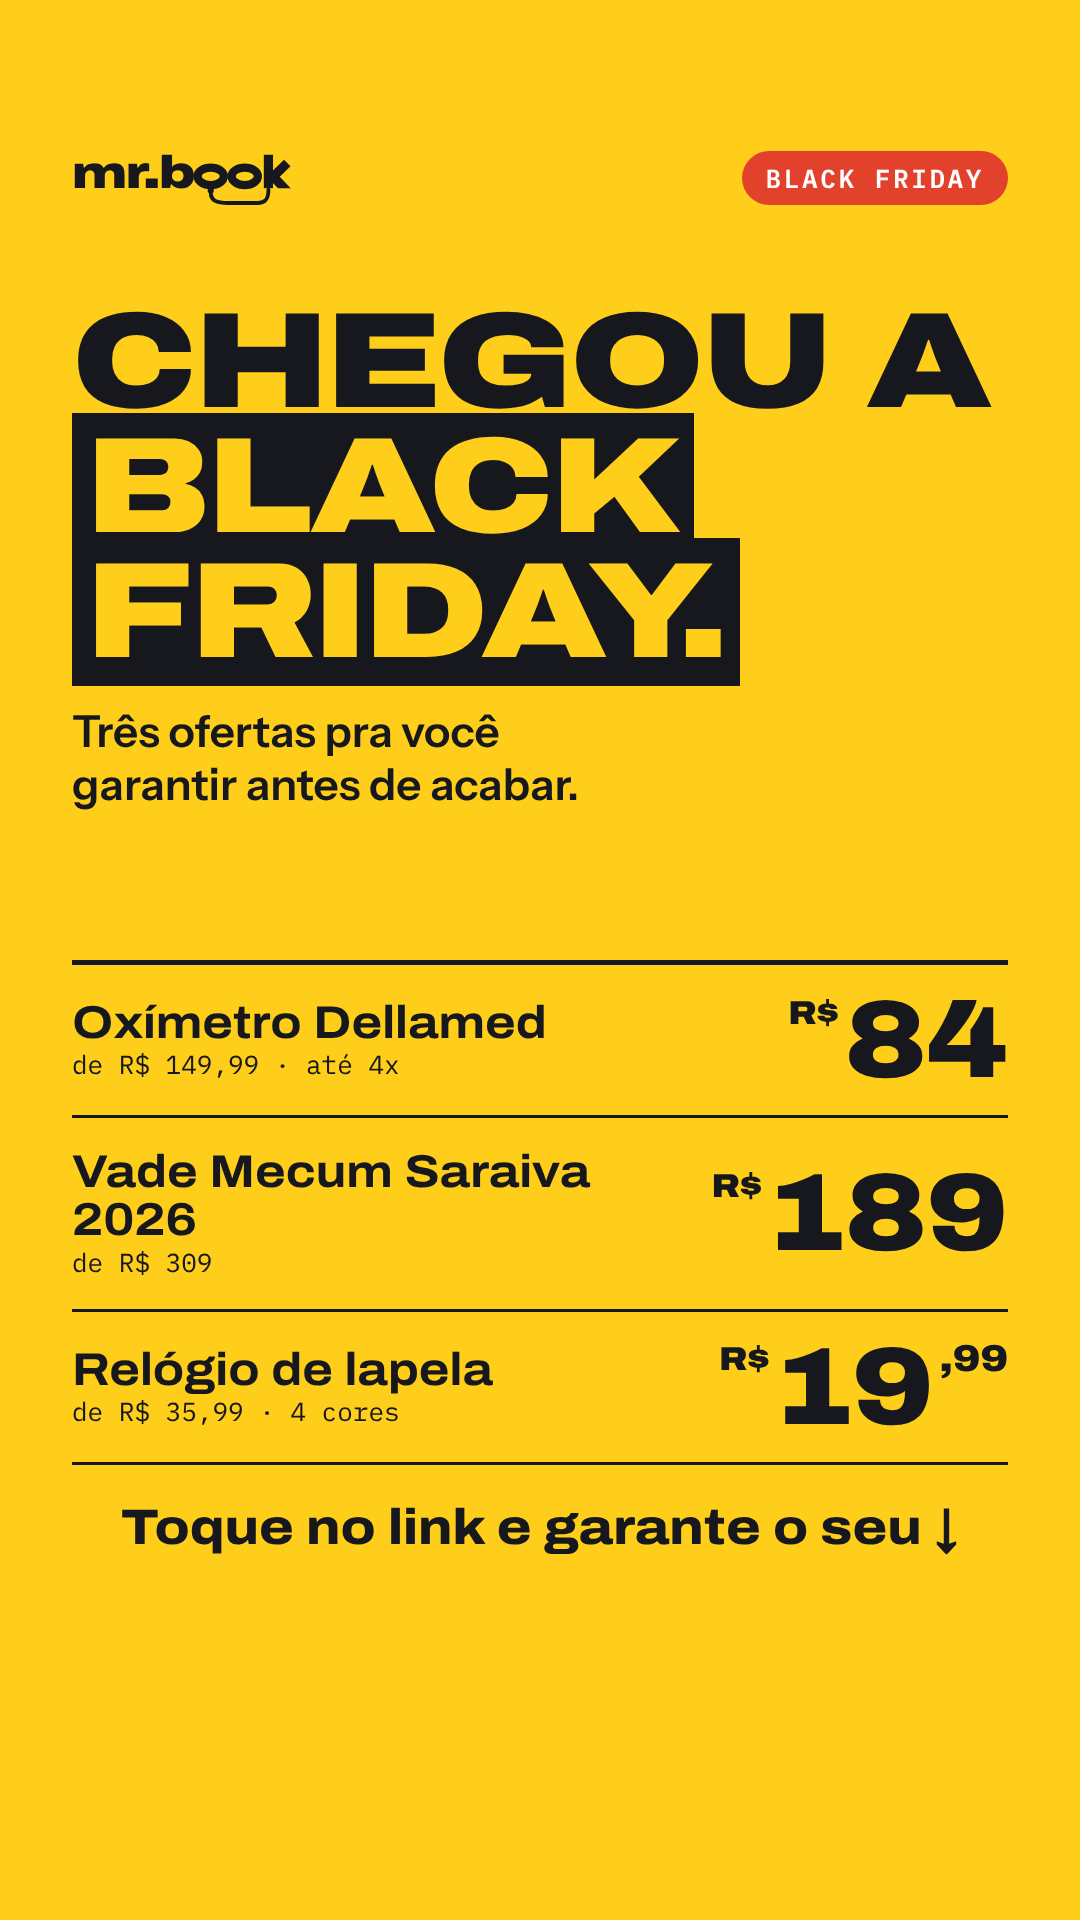 mr.book
BLACK FRIDAY
CHEGOU A
BLACK
FRIDAY.
Três ofertas pra você
garantir antes de acabar.
Oxímetro Dellamed
R$ 84
de R$ 149,99 · até 4x
Vade Mecum Saraiva
2026
R$ 189
de R$ 309
Relógio de lapela
R$ 19,99
de R$ 35,99 · 4 cores
Toque no link e garante o seu ↓